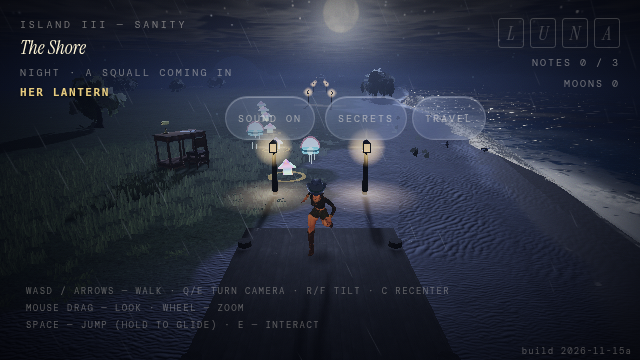 ISLAND III — SANITY
The Shore
NIGHT · A SQUALL COMING IN
HER LANTERN
L U N A
NOTES 0 / 3
MOONS 0
SOUND ON
SECRETS
TRAVEL
WASD / ARROWS — WALK · Q/E TURN CAMERA · R/F TILT · C RECENTER
MOUSE DRAG — LOOK · WHEEL — ZOOM
SPACE — JUMP (HOLD TO GLIDE) · E — INTERACT
build 2026-11-15a